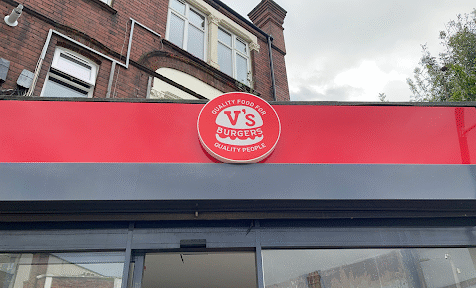 QUALITY FOOD FOR
V's
BURGERS
QUALITY PEOPLE